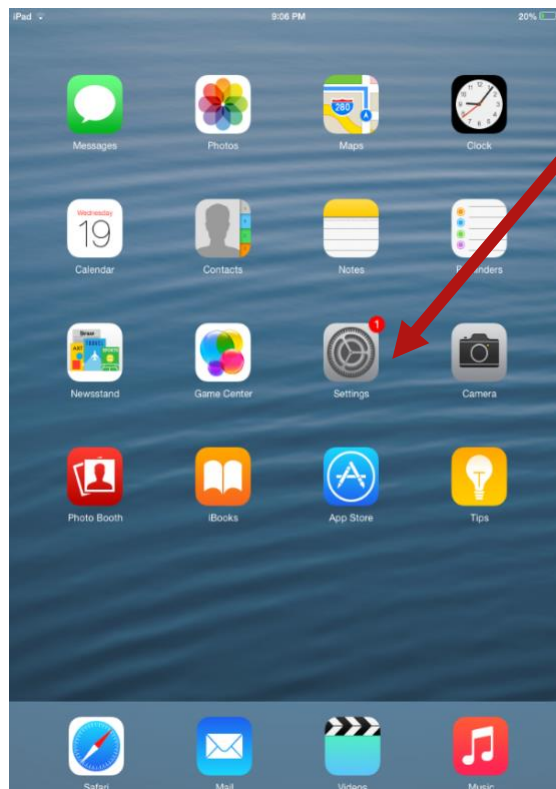 iPad 9:06 PM 20%
Messages Photos Maps Clock
280
Wednesday
19
Calendar Contacts Notes Reminders
1
Newsstand Game Center Settings Camera
Photo Booth iBooks App Store Tips
Safari Mail Videos Music